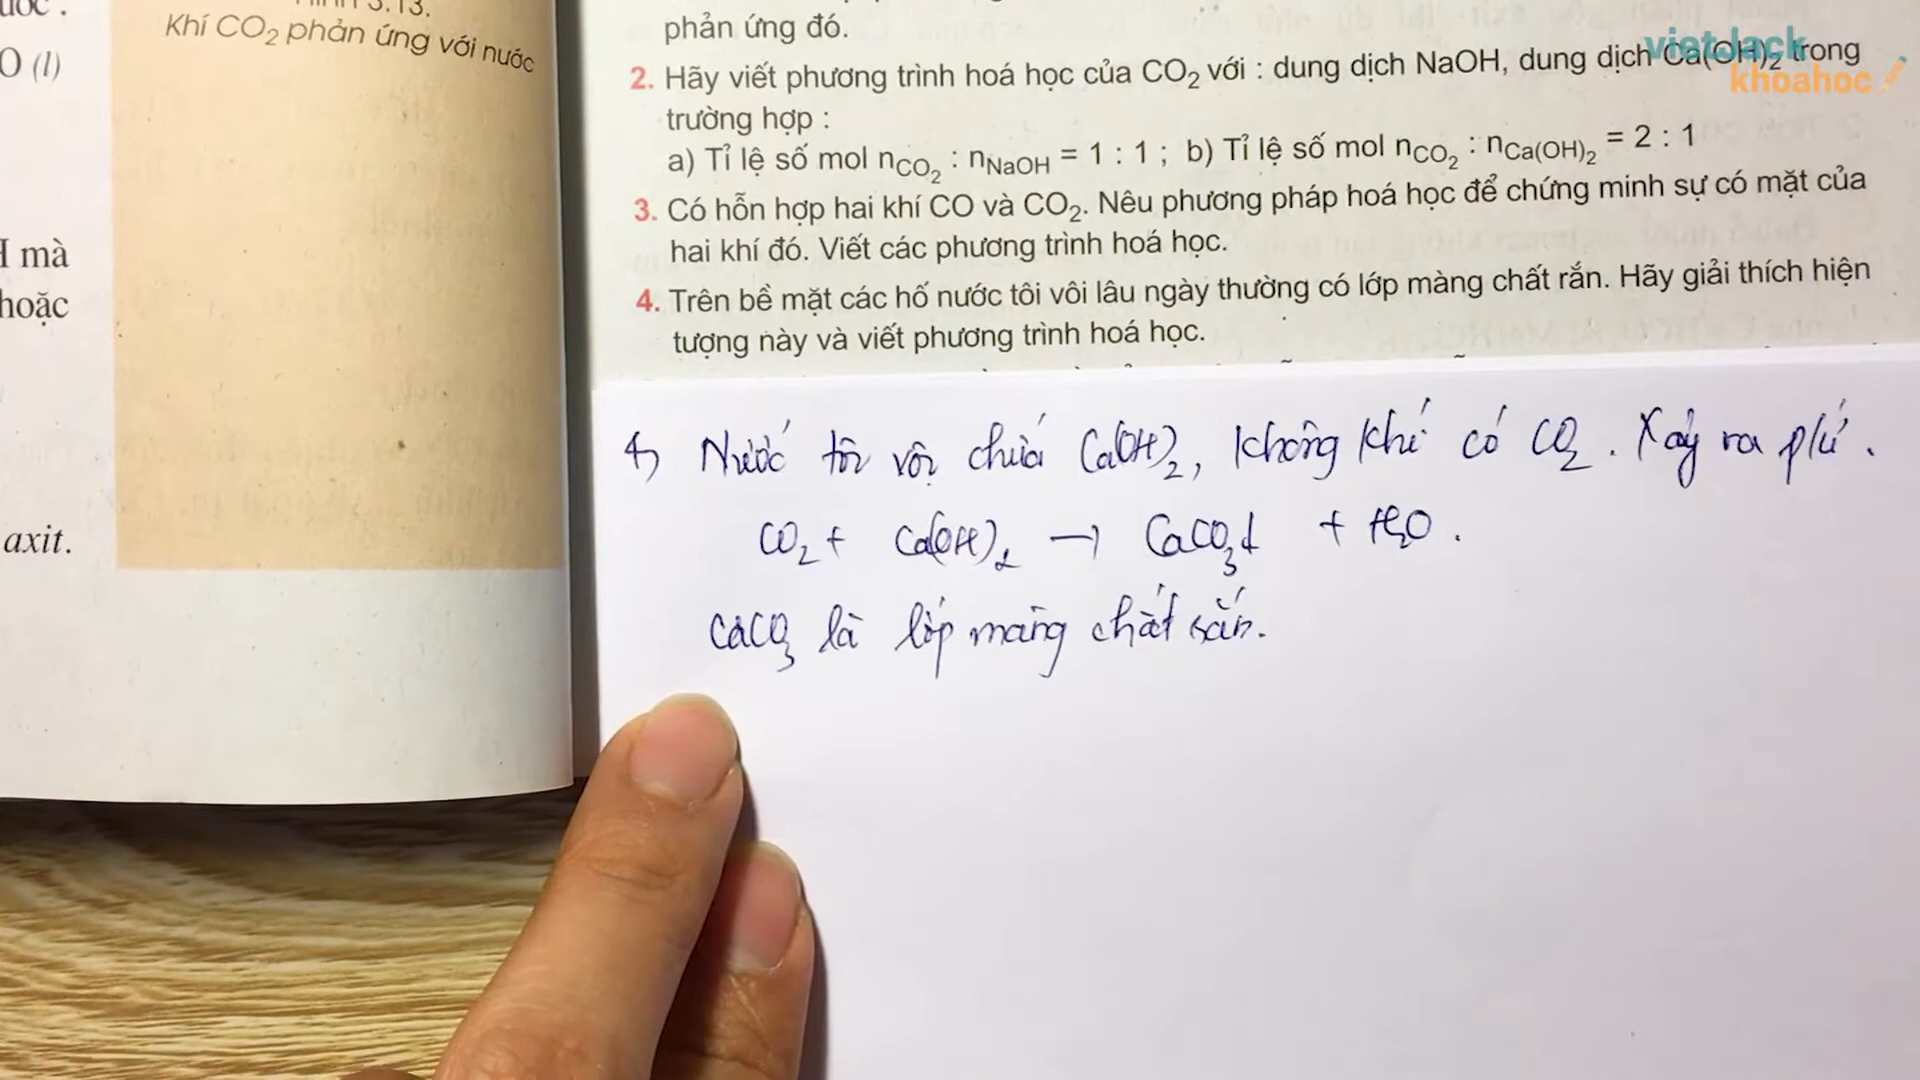 O (l)
H mà
hoặc
axit.
Khí CO₂ phản ứng với nước
phản ứng đó.
2. Hãy viết phương trình hoá học của CO₂ với : dung dịch NaOH, dung dịch Ca(OH)₂ trong
trường hợp :
a) Tỉ lệ số mol nCO₂ : nNaOH = 1 : 1 ; b) Tỉ lệ số mol nCO₂ : nCa(OH)₂ = 2 : 1
3. Có hỗn hợp hai khí CO và CO₂. Nêu phương pháp hoá học để chứng minh sự có mặt của
hai khí đó. Viết các phương trình hoá học.
4. Trên bề mặt các hố nước tôi vôi lâu ngày thường có lớp màng chất rắn. Hãy giải thích hiện
tượng này và viết phương trình hoá học.
4, Nước tôi vôi chứa Ca(OH)₂, không khí có CO₂. Xảy ra pứ.
CO₂ + Ca(OH)₂ → CaCO₃↓ + H₂O.
CaCO₃ là lớp màng chất rắn.
vietJack
khoahoc